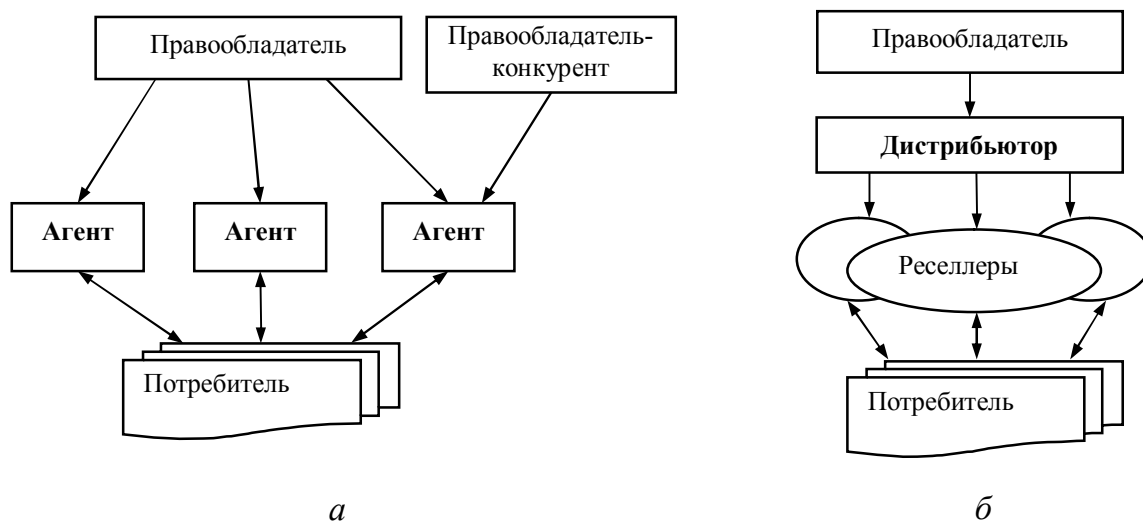 Правообладатель
Правообладатель-
конкурент
Агент
Агент
Агент
Потребитель
а
Правообладатель
Дистрибьютор
Реселлеры
Потребитель
б